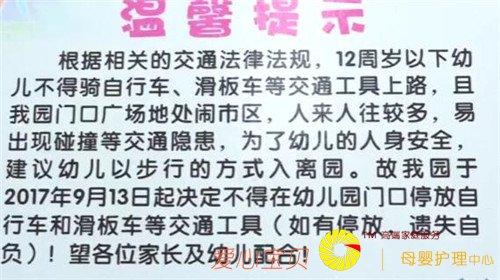 温馨提示
根据相关的交通法律法规，12周岁以下幼
儿不得骑自行车、滑板车等交通工具上路，且
我园门口广场地处闹市区，人来人往较多，易
出现碰撞等交通隐患，为了幼儿的人身安全，
建议幼儿以步行的方式入离园。故我园于
2017年9月13日起决定不得在幼儿园门口停放自
行车和滑板车等交通工具（如有停放，遗失自
负）！望各位家长及幼儿配合！
爱心宝贝
TM 高端家庭服务
母婴护理中心